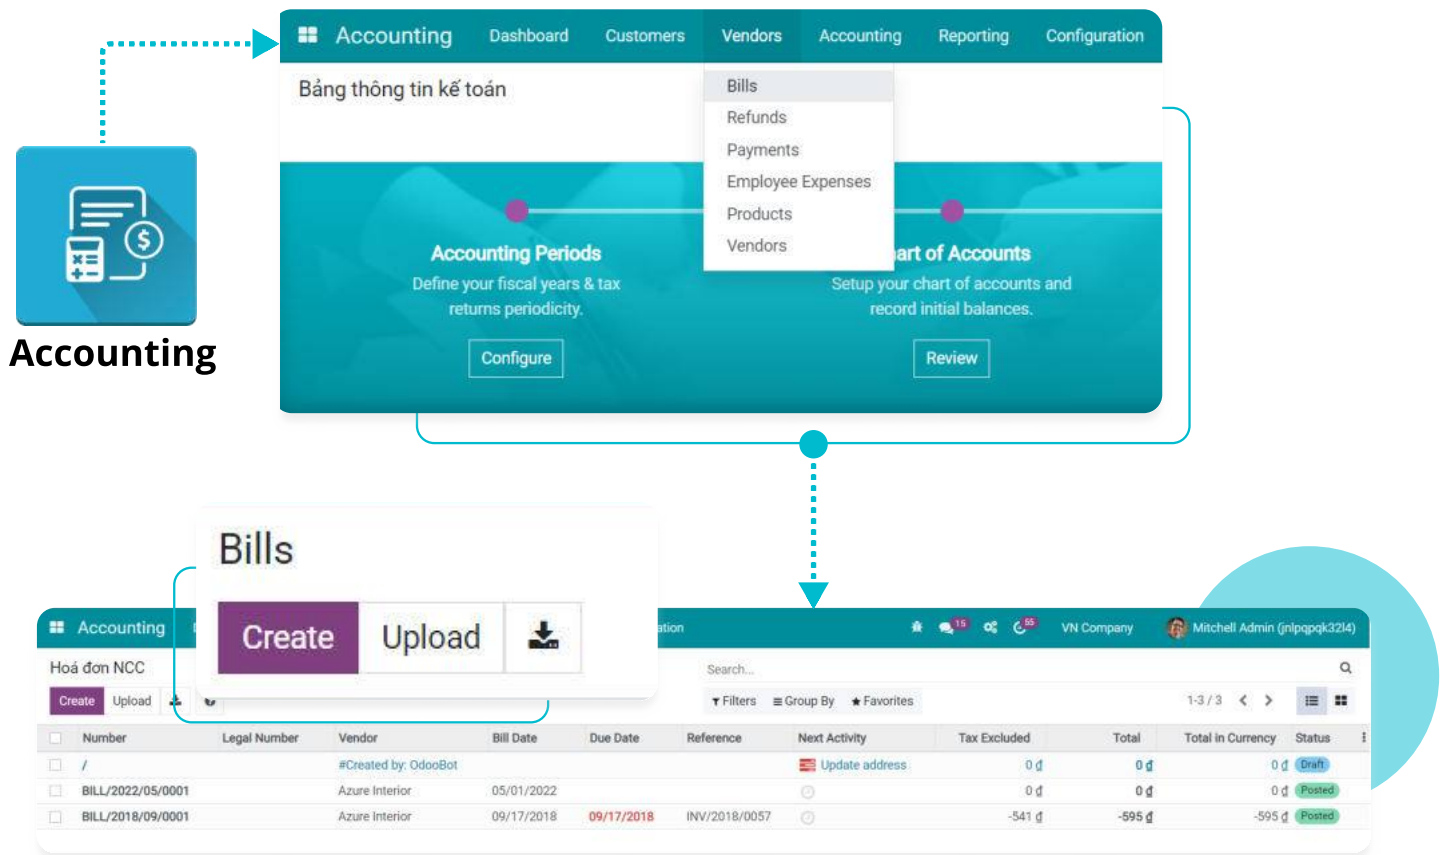 Accounting
Accounting Dashboard Customers Vendors Accounting Reporting Configuration
Bảng thông tin kế toán
Bills
Refunds
Payments
Employee Expenses
Products
Vendors
Accounting Periods
Define your fiscal years & tax
returns periodicity.
Configure
art of Accounts
Setup your chart of accounts and
record initial balances.
Review
Bills
Create Upload
Accounting ation 15 55 VN Company Mitchell Admin (jnlpqpqk32l4)
Hoá đơn NCC Search...
Create Upload Filters Group By Favorites 1-3 / 3
Number Legal Number Vendor Bill Date Due Date Reference Next Activity Tax Excluded Total Total in Currency Status
/ #Created by: OdooBot Update address 0 ₫ 0 ₫ 0 ₫ Draft
BILL/2022/05/0001 Azure Interior 05/01/2022 0 ₫ 0 ₫ 0 ₫ Posted
BILL/2018/09/0001 Azure Interior 09/17/2018 09/17/2018 INV/2018/0057 -541 ₫ -595 ₫ -595 ₫ Posted